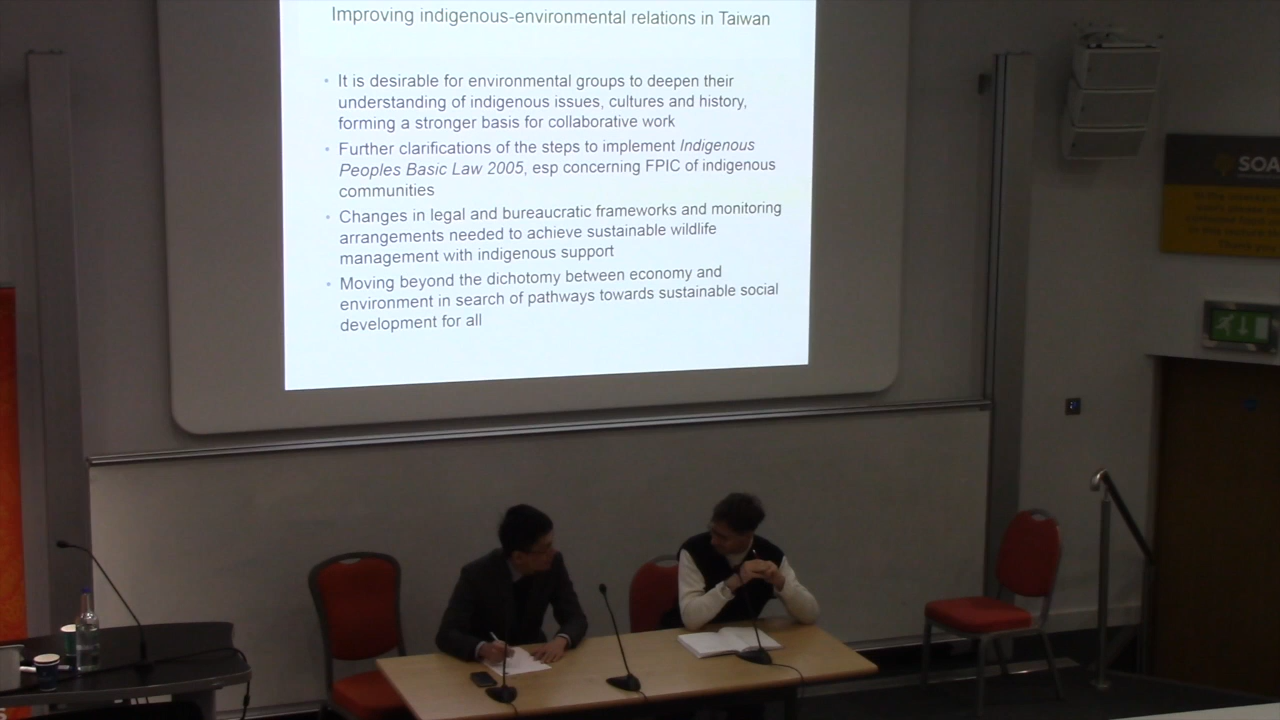 Improving indigenous-environmental relations in Taiwan
• It is desirable for environmental groups to deepen their
understanding of indigenous issues, cultures and history,
forming a stronger basis for collaborative work
• Further clarifications of the steps to implement Indigenous
Peoples Basic Law 2005, esp concerning FPIC of indigenous
communities
• Changes in legal and bureaucratic frameworks and monitoring
arrangements needed to achieve sustainable wildlife
management with indigenous support
• Moving beyond the dichotomy between economy and
environment in search of pathways towards sustainable social
development for all
SOA